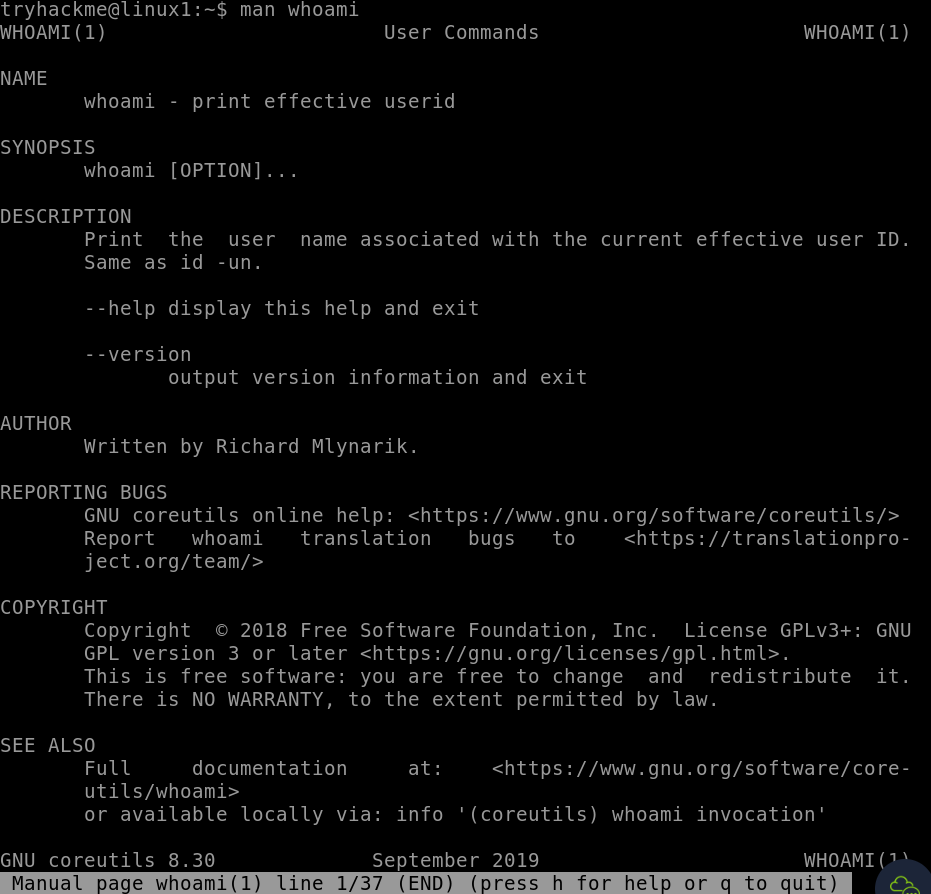 tryhackme@linux1:~$ man whoami
WHOAMI(1) User Commands WHOAMI(1)
NAME
whoami - print effective userid
SYNOPSIS
whoami [OPTION]...
DESCRIPTION
Print the user name associated with the current effective user ID.
Same as id -un.
--help display this help and exit
--version
output version information and exit
AUTHOR
Written by Richard Mlynarik.
REPORTING BUGS
GNU coreutils online help: <https://www.gnu.org/software/coreutils/>
Report whoami translation bugs to <https://translationpro-
ject.org/team/>
COPYRIGHT
Copyright © 2018 Free Software Foundation, Inc. License GPLv3+: GNU
GPL version 3 or later <https://gnu.org/licenses/gpl.html>.
This is free software: you are free to change and redistribute it.
There is NO WARRANTY, to the extent permitted by law.
SEE ALSO
Full documentation at: <https://www.gnu.org/software/core-
utils/whoami>
or available locally via: info '(coreutils) whoami invocation'
GNU coreutils 8.30 September 2019 WHOAMI(1)
Manual page whoami(1) line 1/37 (END) (press h for help or q to quit)